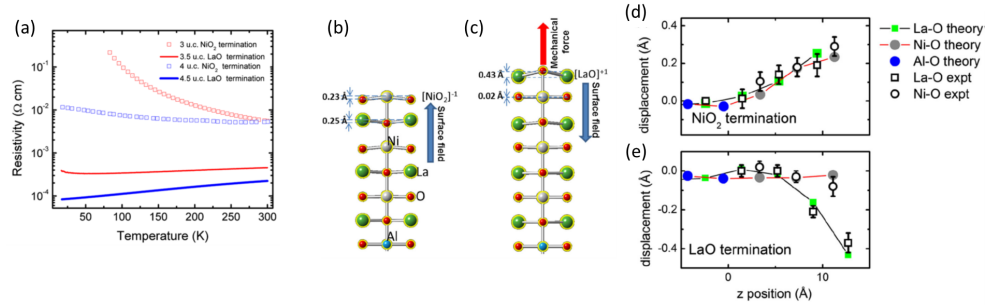 (a)
Resistivity (Ω cm)
10⁻¹
10⁻²
10⁻³
10⁻⁴
50 100 150 200 250 300
Temperature (K)
3 u.c. NiO₂ termination
3.5 u.c. LaO termination
4 u.c. NiO₂ termination
4.5 u.c. LaO termination
(b)
0.23 Å
[NiO₂]⁻¹
0.25 Å
Surface field
Ni
La
O
Al
(c)
Mechanical force
0.43 Å
[LaO]⁺¹
0.02 Å
Surface field
(d)
displacement (Å)
0.4
0.2
0.0
NiO₂ termination
La-O theory
Ni-O theory
Al-O theory
La-O expt
Ni-O expt
(e)
displacement (Å)
0.0
-0.2
-0.4
LaO termination
0 10
z position (Å)